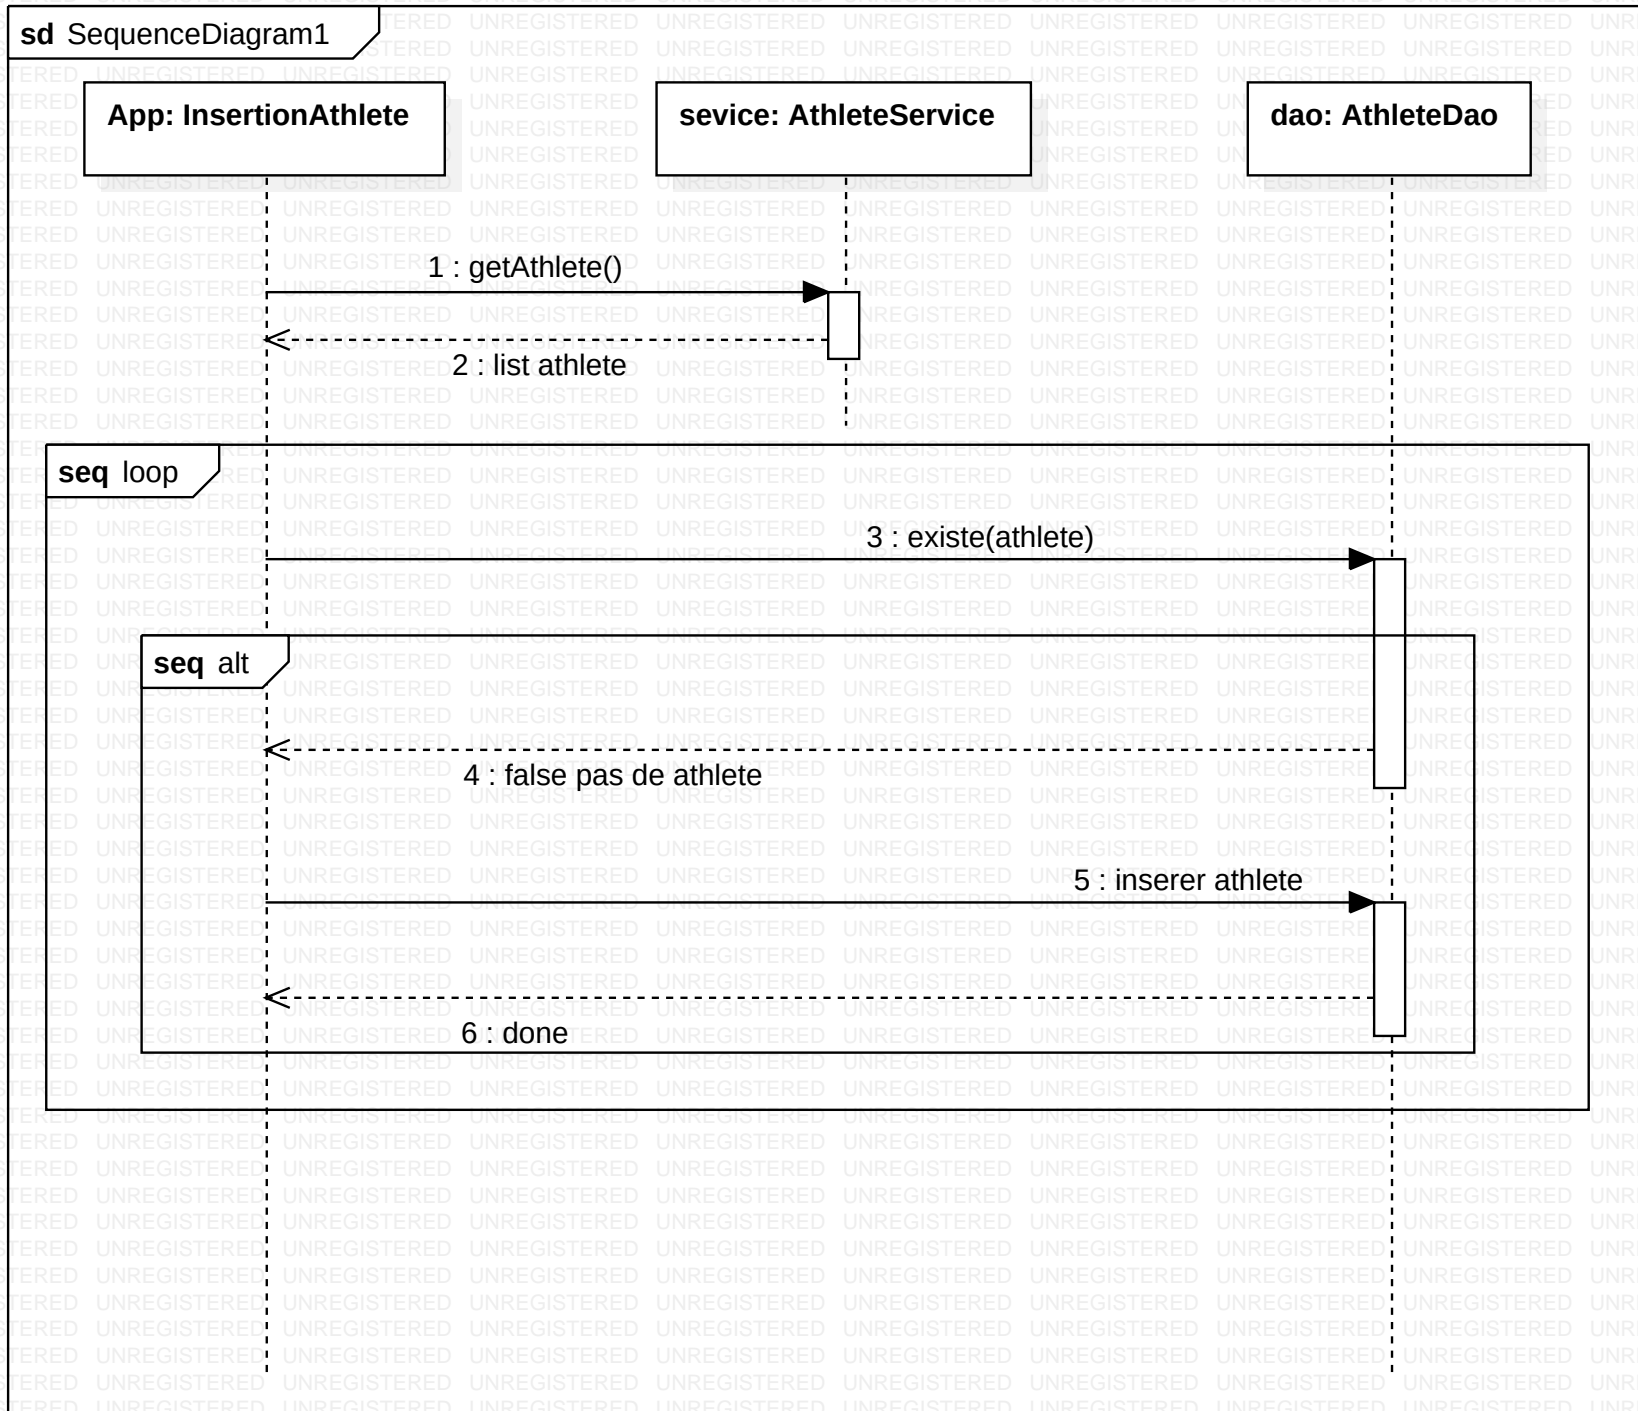 sd SequenceDiagram1
App: InsertionAthlete
sevice: AthleteService
dao: AthleteDao
1 : getAthlete()
2 : list athlete
seq loop
3 : existe(athlete)
seq alt
4 : false pas de athlete
5 : inserer athlete
6 : done
UNREGISTERED